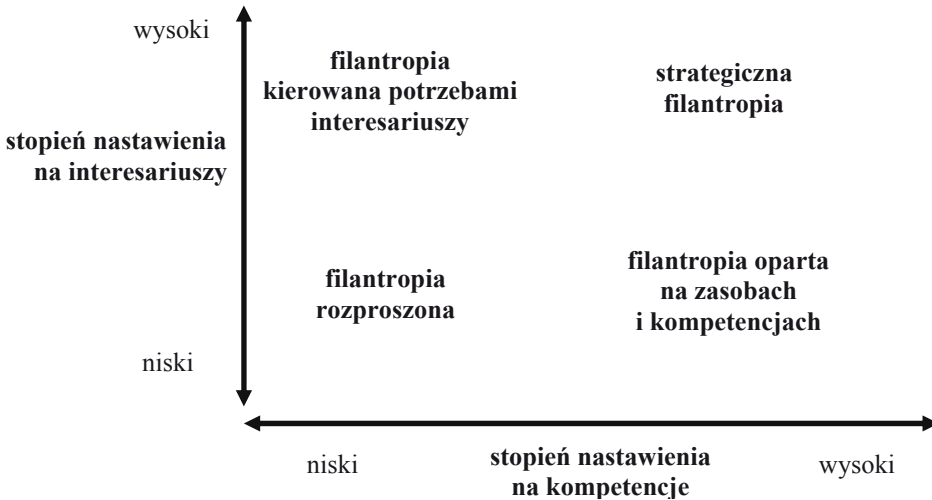 wysoki
filantropia
kierowana potrzebami
interesariuszy
strategiczna
filantropia
stopień nastawienia
na interesariuszy
filantropia
rozproszona
filantropia oparta
na zasobach
i kompetencjach
niski
niski
stopień nastawienia
na kompetencje
wysoki